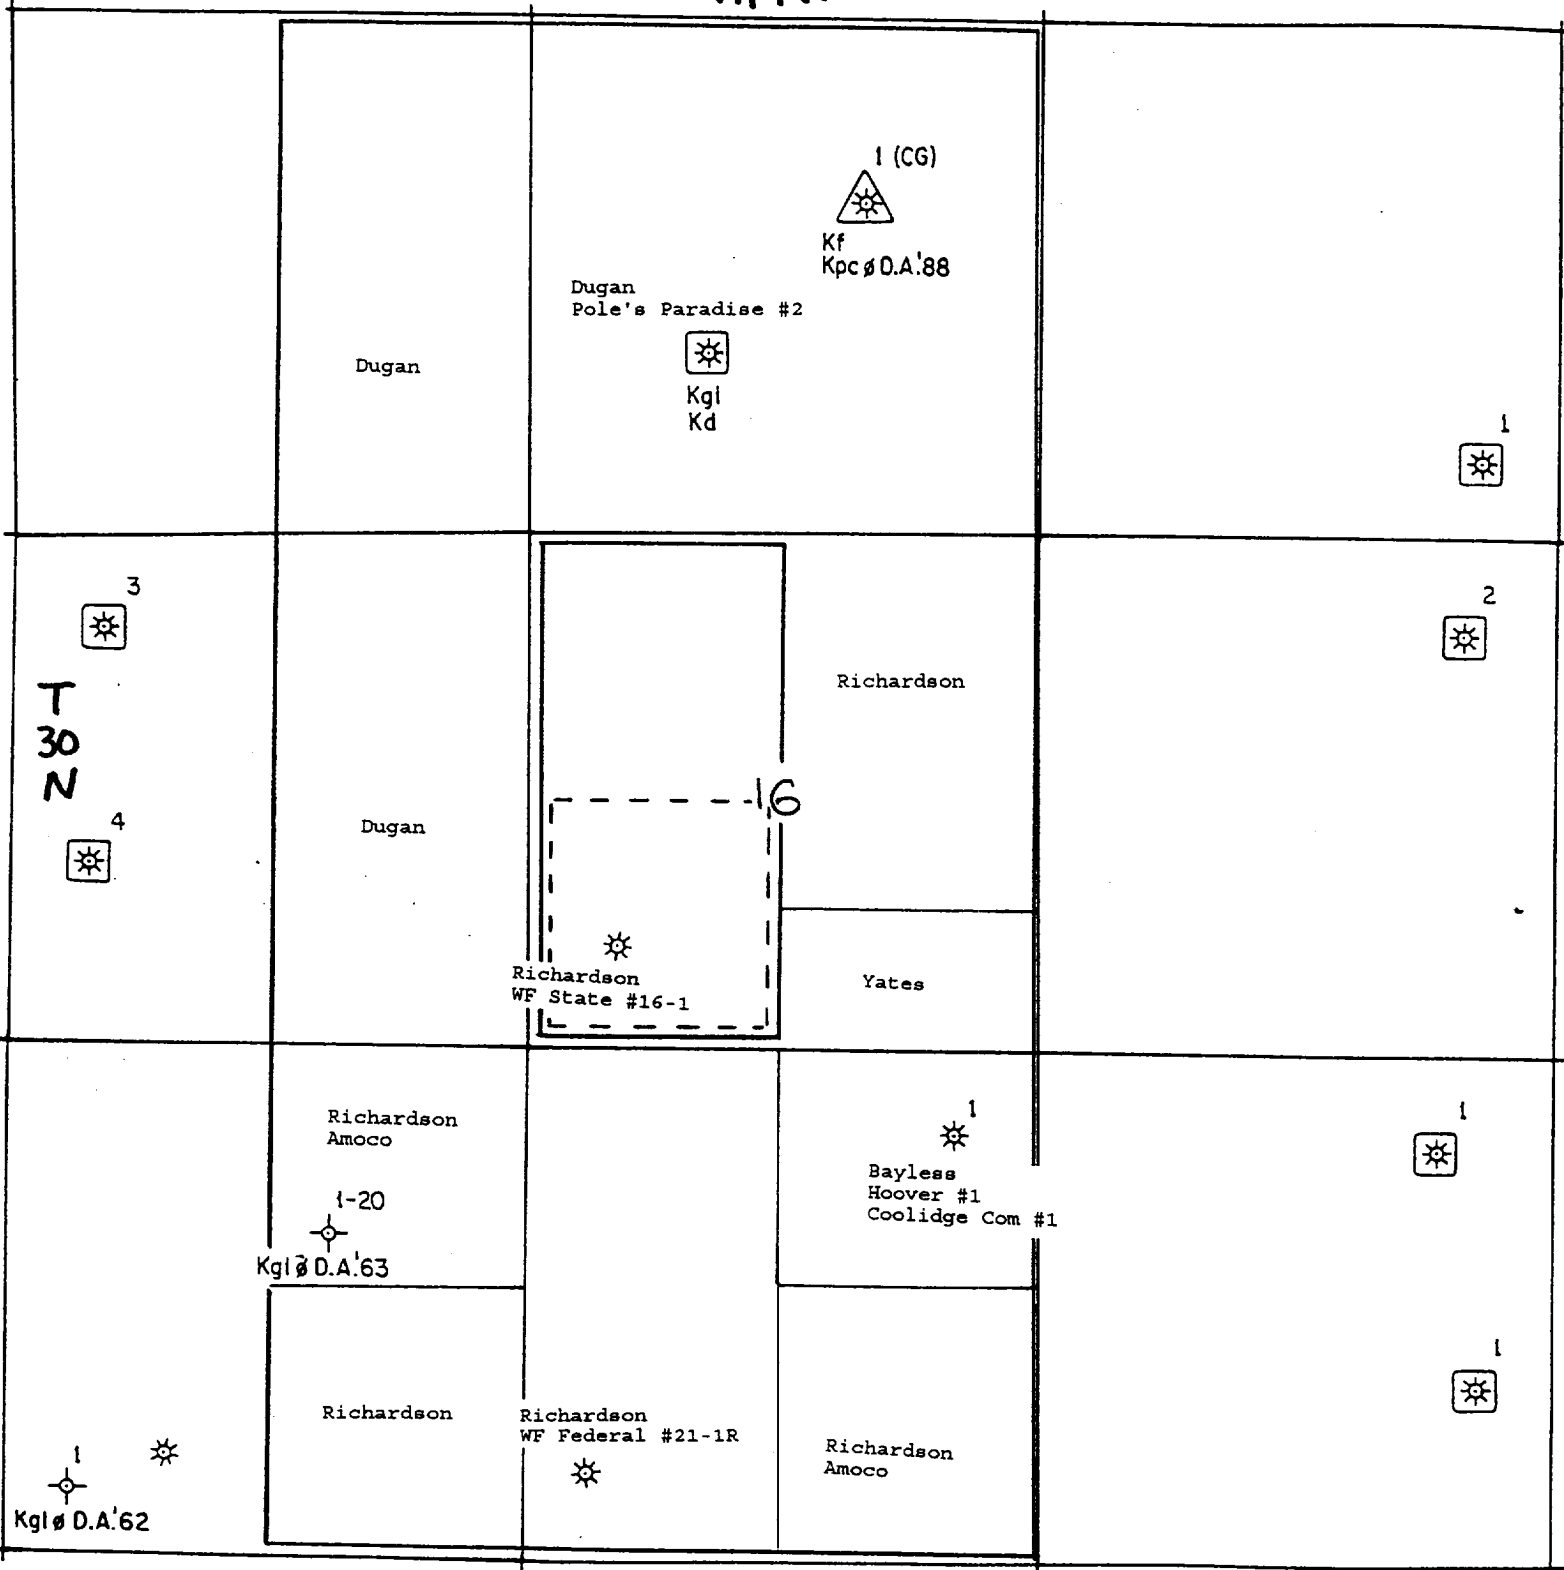 1 (CG)
Kf
Kpc ø D.A.'88
Dugan
Pole's Paradise #2
Dugan
Kgl
Kd
1
3
2
T
30
N
Richardson
16
4
Dugan
Richardson
WF State #16-1
Yates
1
1
Richardson
Amoco
Bayless
Hoover #1
Coolidge Com #1
1-20
Kgl ø D.A.'63
1
Richardson
Richardson
WF Federal #21-1R
Richardson
Amoco
1
Kgl ø D.A.'62